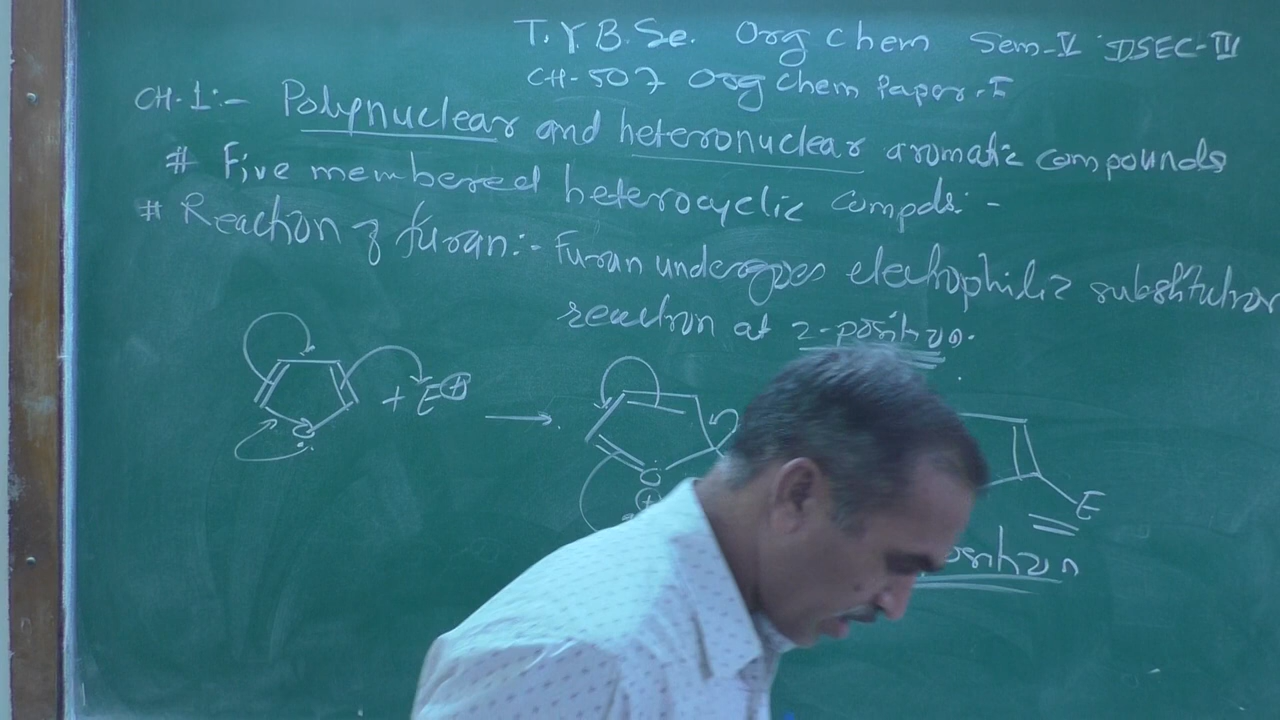 T.Y.B.Sc. Org Chem Sem-V DSEC-III
CH-507 Org Chem Paper-I
CH-1:- Polynuclear and heteronuclear aromatic compounds
# Five membered heterocyclic compds:-
# Reaction of furan:- Furan undergoes electrophilic substitution
reaction at 2-position.
+ E⊕
O
O
⊕
E
osition